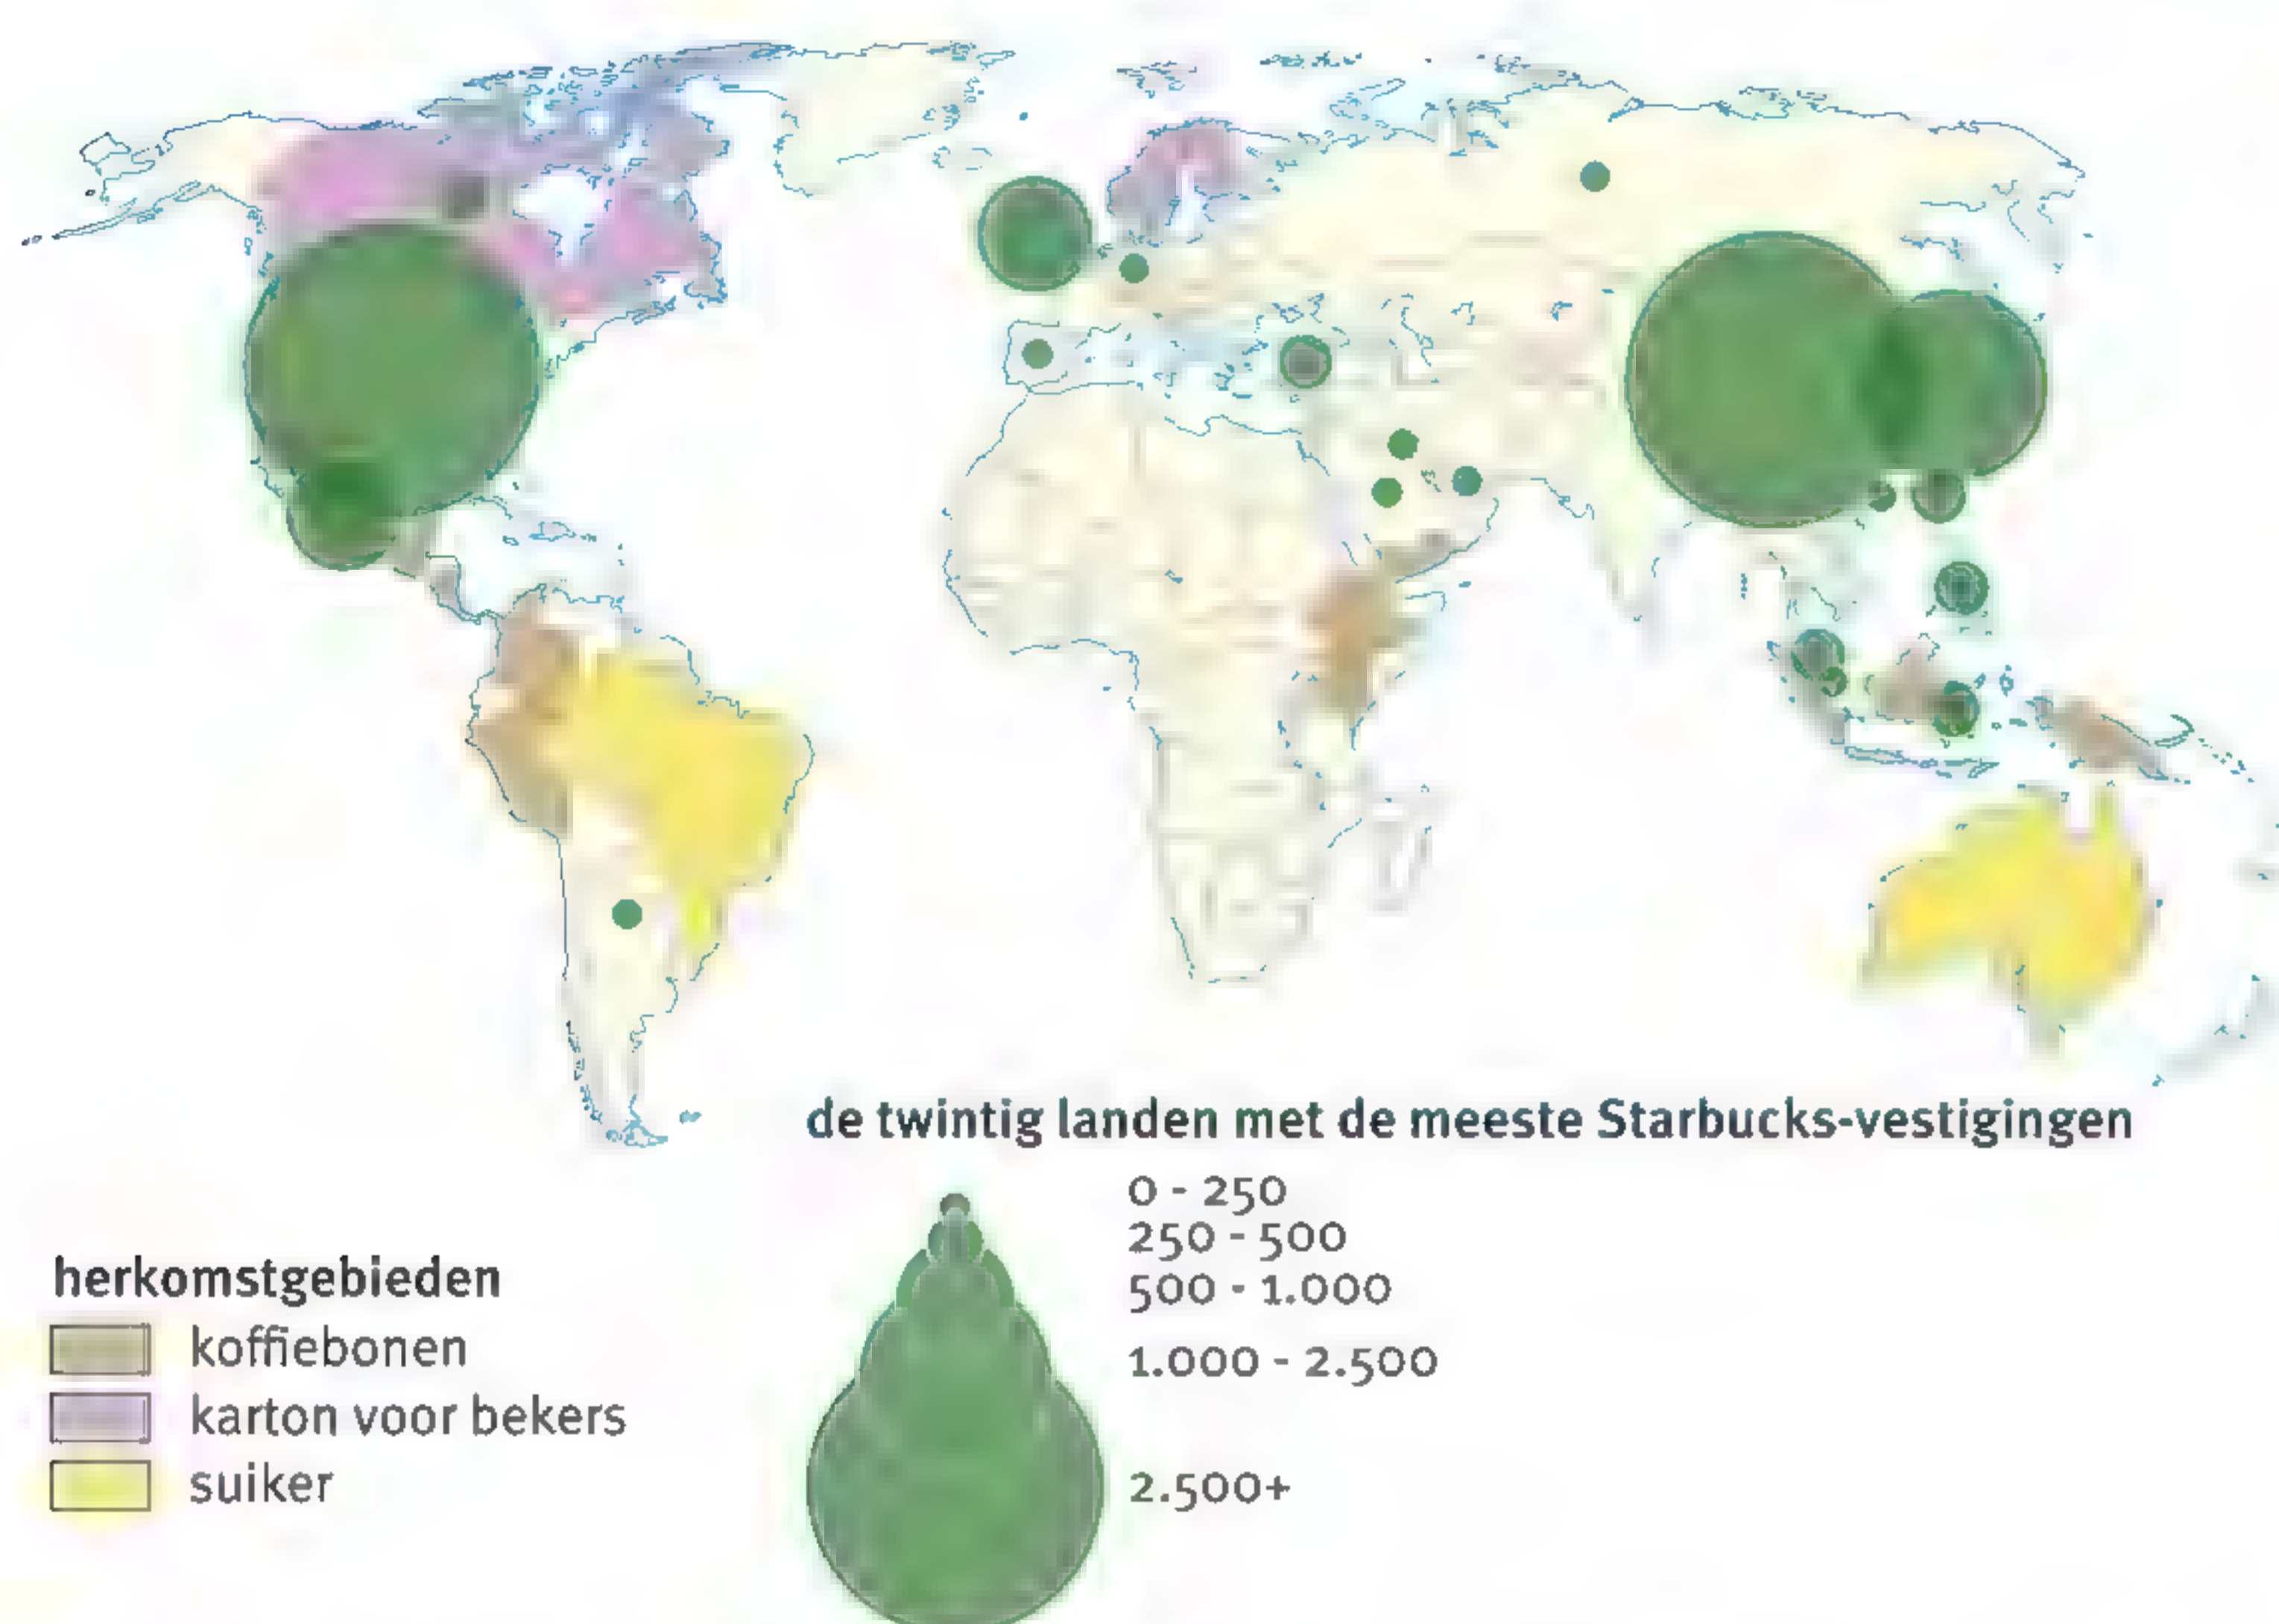 de twintig landen met de meeste Starbucks-vestigingen
0 - 250
250 - 500
500 - 1.000
1.000 - 2.500
2.500+
herkomstgebieden
koffiebonen
karton voor bekers
suiker